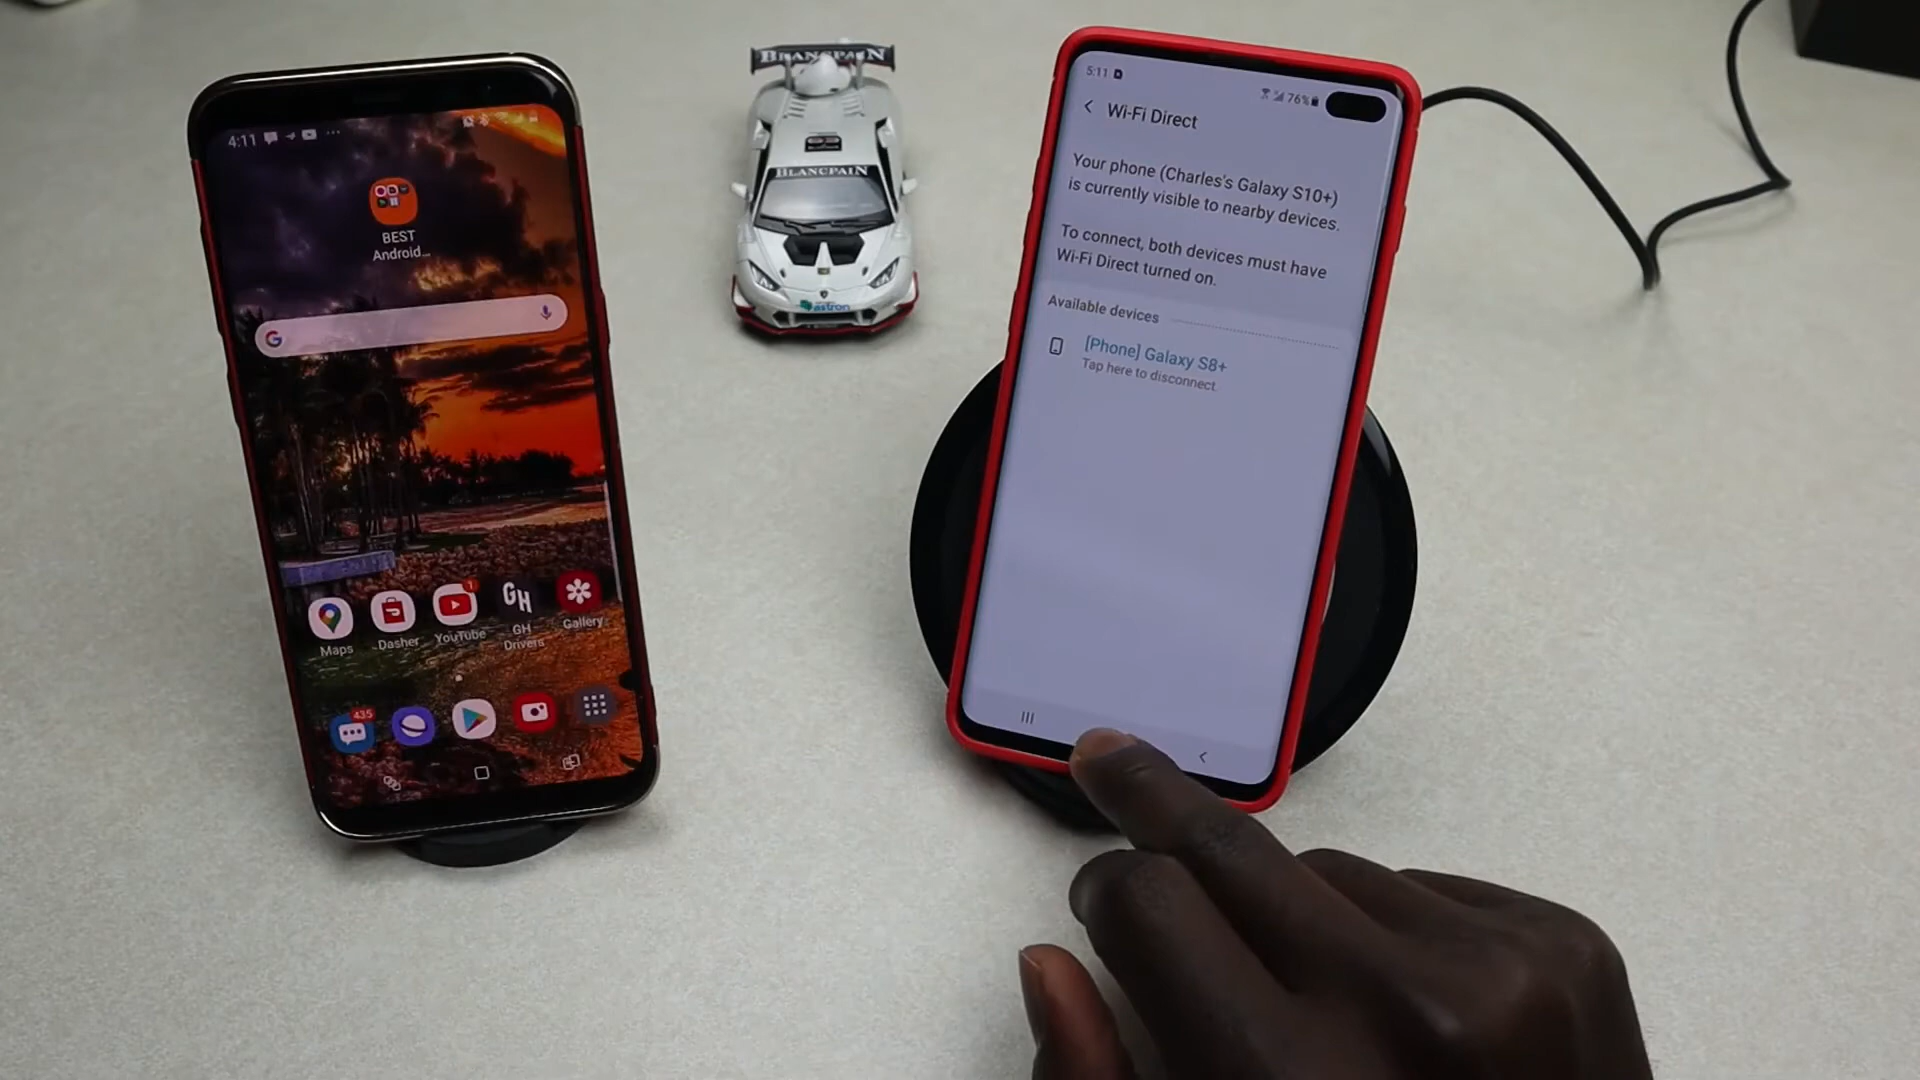 4:11
BEST
Android...
G
Maps
Dasher
1
YouTube
GH
GH
Drivers
Gallery
435
BLANCPAIN
BLANCPAIN
astron
5:11
76%
Wi-Fi Direct
Your phone (Charles's Galaxy S10+)
is currently visible to nearby devices.
To connect, both devices must have
Wi-Fi Direct turned on.
Available devices
[Phone] Galaxy S8+
Tap here to disconnect.